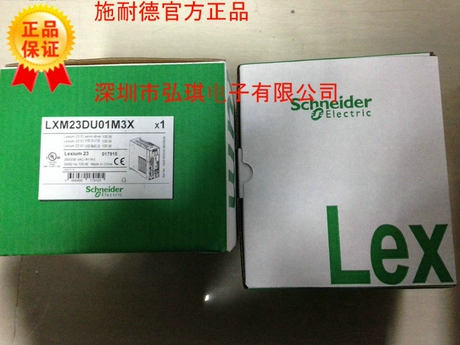 施耐德官方正品
正品
保证
深圳市弘琪电子有限公司
LXM23DU01M3X x1
Lexium 23
Schneider
Electric
Schneider
Electric
Lex